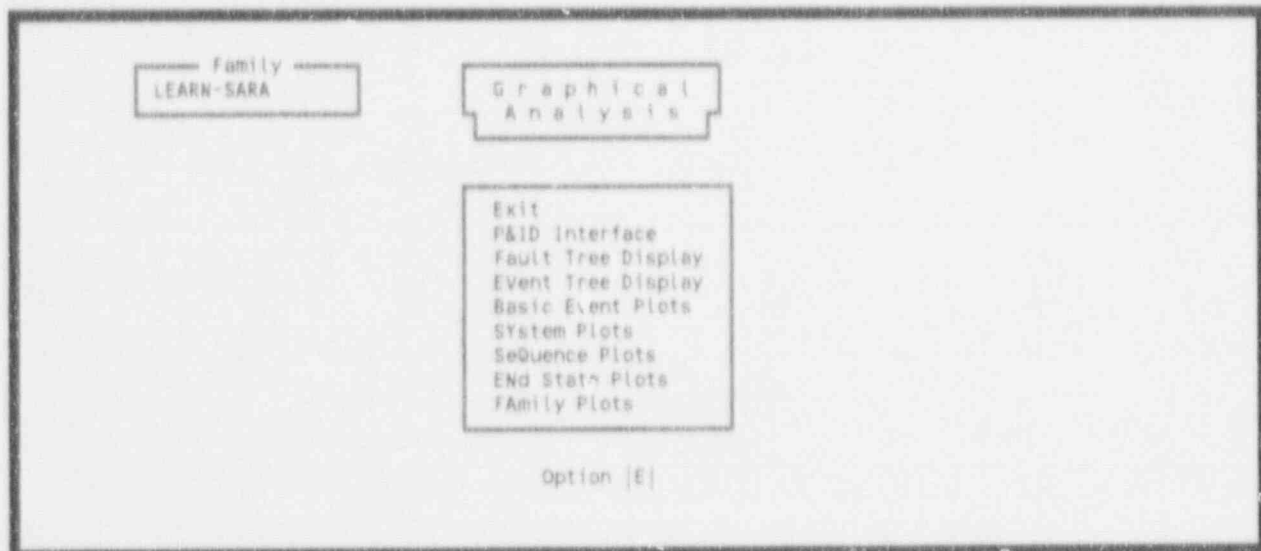 Family
LEARN-SARA
Graphical
Analysis
Exit
P&ID Interface
Fault Tree Display
EVent Tree Display
Basic Event Plots
SYstem Plots
SeQuence Plots
ENd State Plots
FAmily Plots
Option |E|